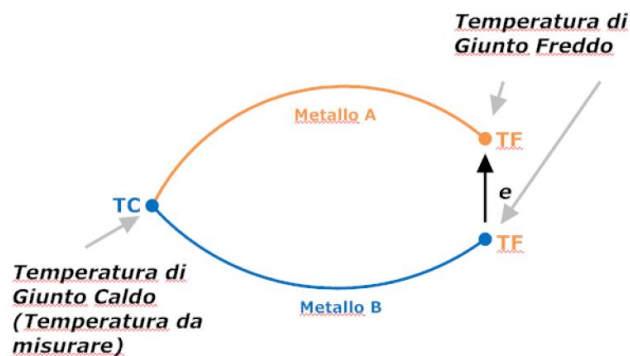 Temperatura di
Giunto Freddo
Metallo A
TF
TC
e
TF
Temperatura di
Giunto Caldo
(Temperatura da
misurare)
Metallo B